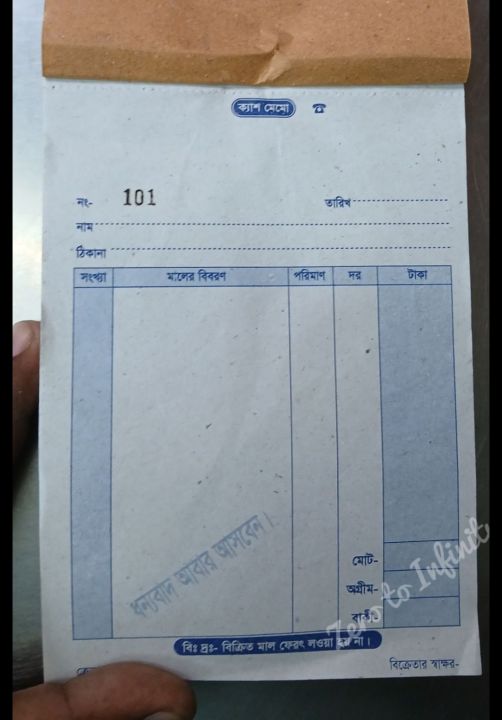 ক্যাশ মেমো ☎
নং- 101 তারিখ
নাম
ঠিকানা
সংখ্যা মালের বিবরণ পরিমাণ দর টাকা
ধন্যবাদ আবার আসবেন।
মোট-
অগ্রীম-
বাকী-
বিঃ দ্রঃ- বিক্রিত মাল ফেরৎ লওয়া হয় না।
বিক্রেতার স্বাক্ষর-
Zero to Infinit